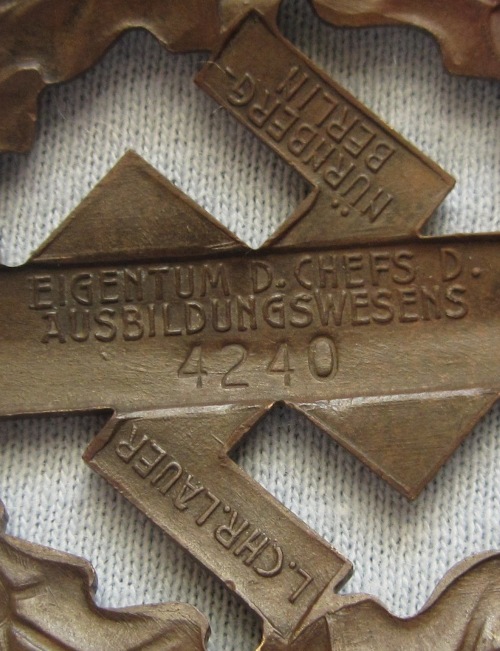 NÜRNBERG-
BERLIN
EIGENTUM D. CHEFS D.
AUSBILDUNGSWESENS
4240
L.CHR.LAUER